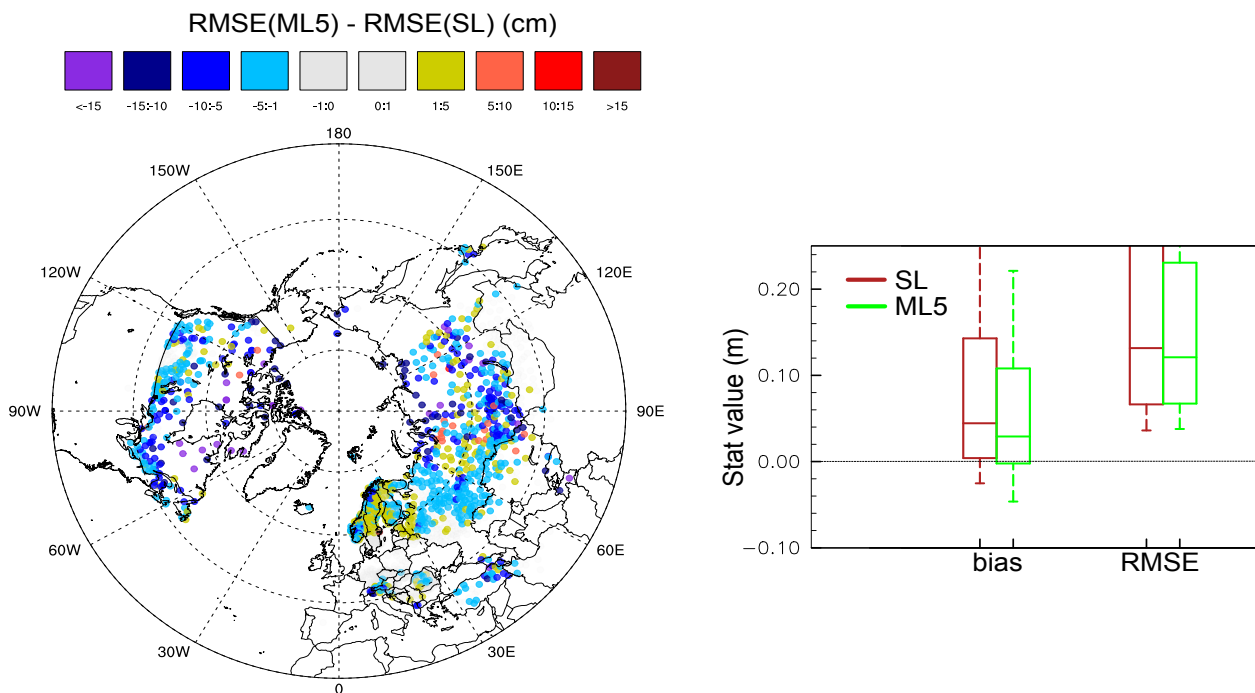 RMSE(ML5) - RMSE(SL) (cm)
<-15 -15:-10 -10:-5 -5:-1 -1:0 0:1 1:5 5:10 10:15 >15
180
150W 150E
120W 120E
90W 90E
60W 60E
30W 30E
0
SL
ML5
0.20
0.10
0.00
−0.10
Stat value (m)
bias RMSE